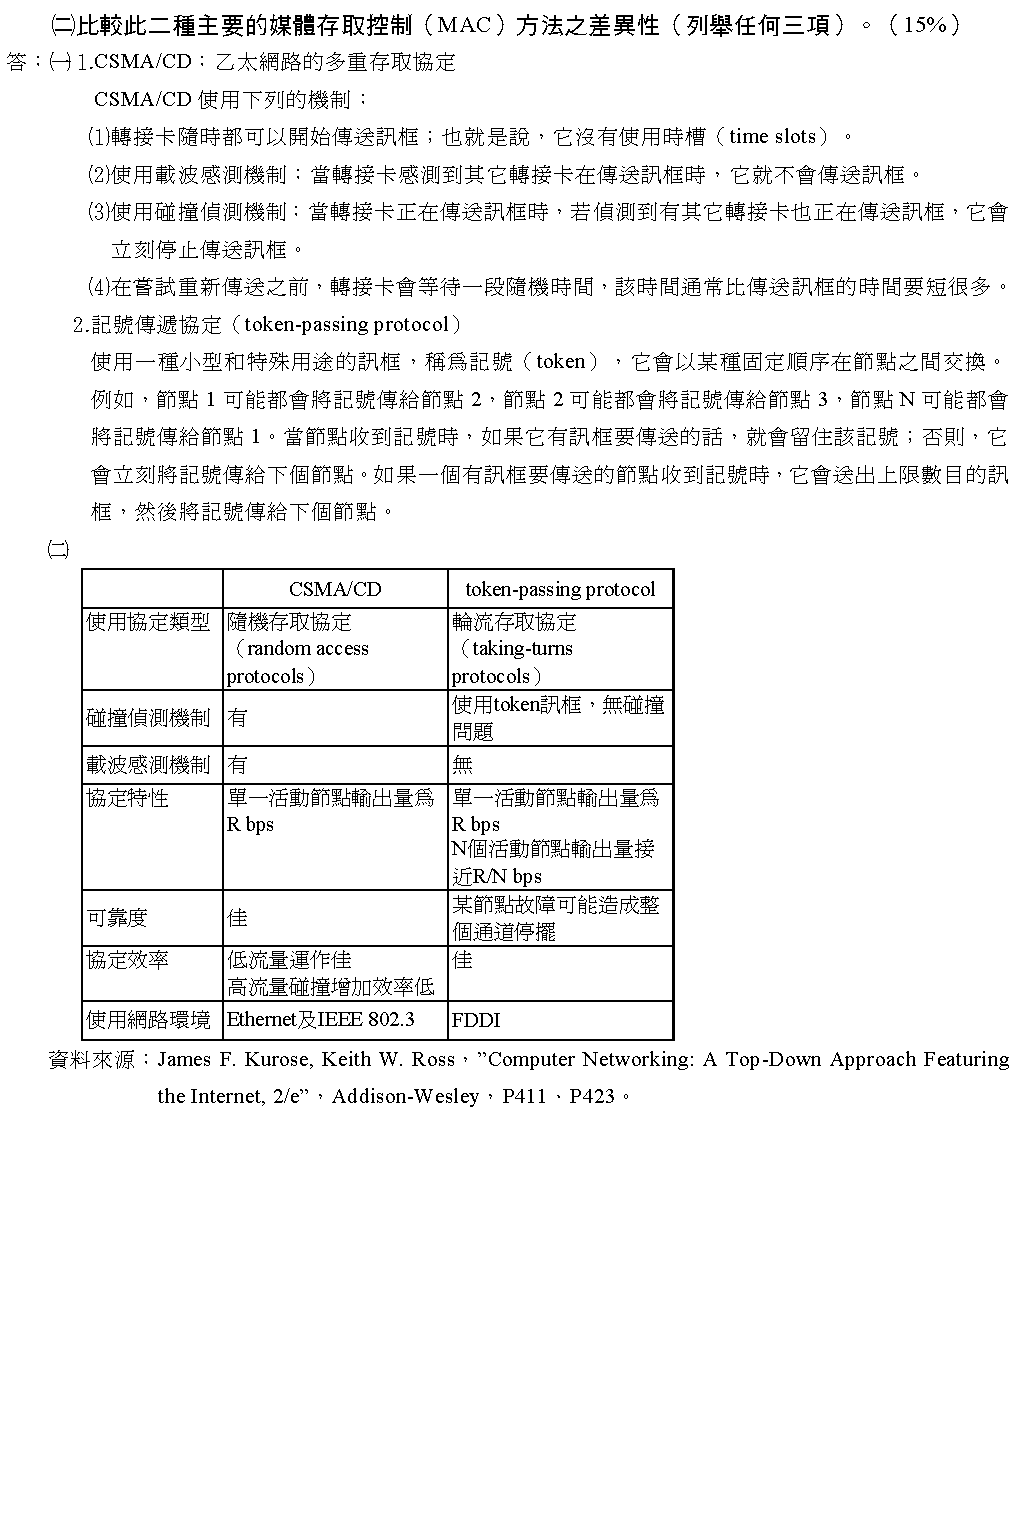 ㈡比較此二種主要的媒體存取控制（MAC）方法之差異性（列舉任何三項）。（15%）
答：㈠1.CSMA/CD：乙太網路的多重存取協定
CSMA/CD 使用下列的機制：
⑴轉接卡隨時都可以開始傳送訊框；也就是說，它沒有使用時槽（time slots）。
⑵使用載波感測機制：當轉接卡感測到其它轉接卡在傳送訊框時，它就不會傳送訊框。
⑶使用碰撞偵測機制：當轉接卡正在傳送訊框時，若偵測到有其它轉接卡也正在傳送訊框，它會
立刻停止傳送訊框。
⑷在嘗試重新傳送之前，轉接卡會等待一段隨機時間，該時間通常比傳送訊框的時間要短很多。
2.記號傳遞協定（token-passing protocol）
使用一種小型和特殊用途的訊框，稱為記號（token），它會以某種固定順序在節點之間交換。
例如，節點 1 可能都會將記號傳給節點 2，節點 2 可能都會將記號傳給節點 3，節點 N 可能都會
將記號傳給節點 1。當節點收到記號時，如果它有訊框要傳送的話，就會留住該記號；否則，它
會立刻將記號傳給下個節點。如果一個有訊框要傳送的節點收到記號時，它會送出上限數目的訊
框，然後將記號傳給下個節點。
㈡
CSMA/CD token-passing protocol
使用協定類型 隨機存取協定 輪流存取協定
（random access （taking-turns
protocols） protocols）
碰撞偵測機制 有 使用token訊框，無碰撞
問題
載波感測機制 有 無
協定特性 單一活動節點輸出量為 單一活動節點輸出量為
R bps R bps
N個活動節點輸出量接
近R/N bps
可靠度 佳 某節點故障可能造成整
個通道停擺
協定效率 低流量運作佳 佳
高流量碰撞增加效率低
使用網路環境 Ethernet及IEEE 802.3 FDDI
資料來源：James F. Kurose, Keith W. Ross，”Computer Networking: A Top-Down Approach Featuring
the Internet, 2/e”，Addison-Wesley，P411、P423。